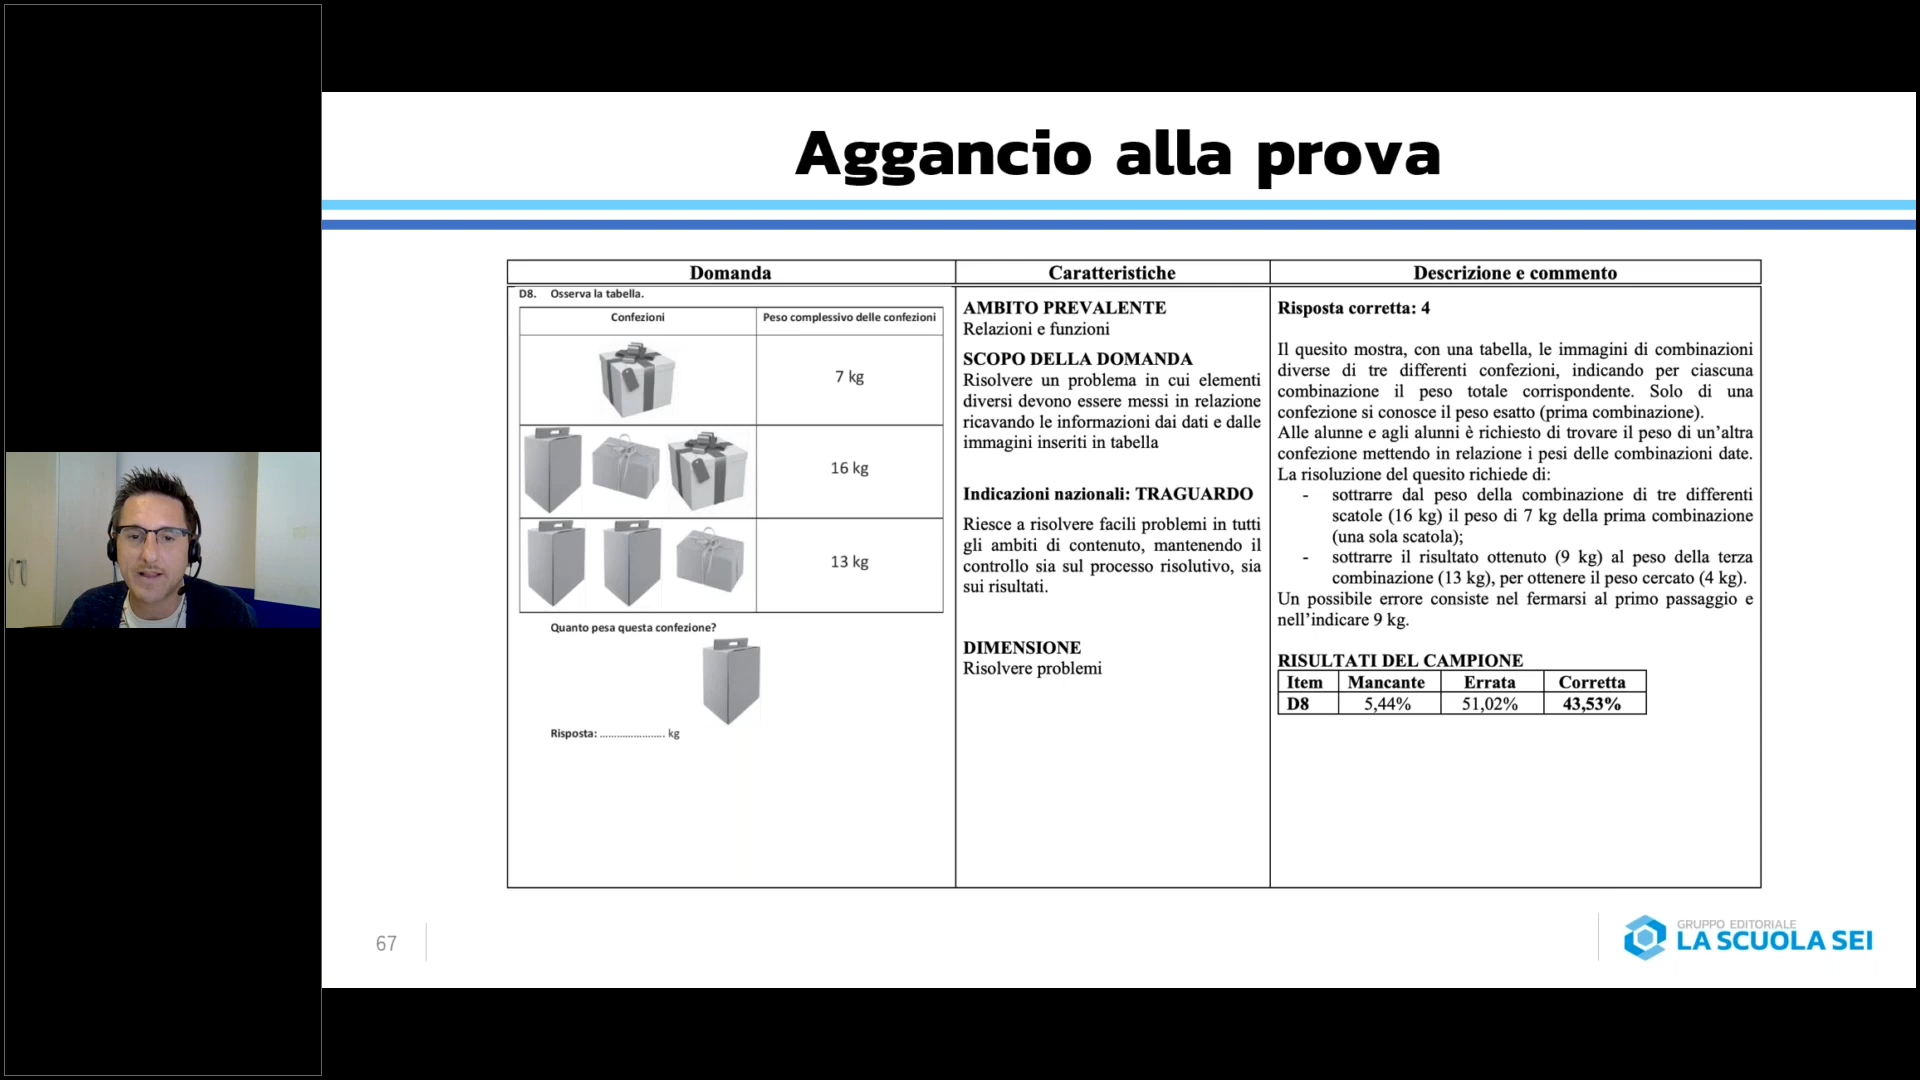 Aggancio alla prova
Domanda
Caratteristiche
Descrizione e commento
D8. Osserva la tabella.
Confezioni
Peso complessivo delle confezioni
7 kg
16 kg
13 kg
Quanto pesa questa confezione?
Risposta: ...................... kg
AMBITO PREVALENTE
Relazioni e funzioni
SCOPO DELLA DOMANDA
Risolvere un problema in cui elementi
diversi devono essere messi in relazione
ricavando le informazioni dai dati e dalle
immagini inseriti in tabella
Indicazioni nazionali: TRAGUARDO
Riesce a risolvere facili problemi in tutti
gli ambiti di contenuto, mantenendo il
controllo sia sul processo risolutivo, sia
sui risultati.
DIMENSIONE
Risolvere problemi
Risposta corretta: 4
Il quesito mostra, con una tabella, le immagini di combinazioni
diverse di tre differenti confezioni, indicando per ciascuna
combinazione il peso totale corrispondente. Solo di una
confezione si conosce il peso esatto (prima combinazione).
Alle alunne e agli alunni è richiesto di trovare il peso di un'altra
confezione mettendo in relazione i pesi delle combinazioni date.
La risoluzione del quesito richiede di:
- sottrarre dal peso della combinazione di tre differenti
scatole (16 kg) il peso di 7 kg della prima combinazione
(una sola scatola);
- sottrarre il risultato ottenuto (9 kg) al peso della terza
combinazione (13 kg), per ottenere il peso cercato (4 kg).
Un possibile errore consiste nel fermarsi al primo passaggio e
nell'indicare 9 kg.
RISULTATI DEL CAMPIONE
Item Mancante Errata Corretta
D8 5,44% 51,02% 43,53%
67
GRUPPO EDITORIALE
LA SCUOLA SEI